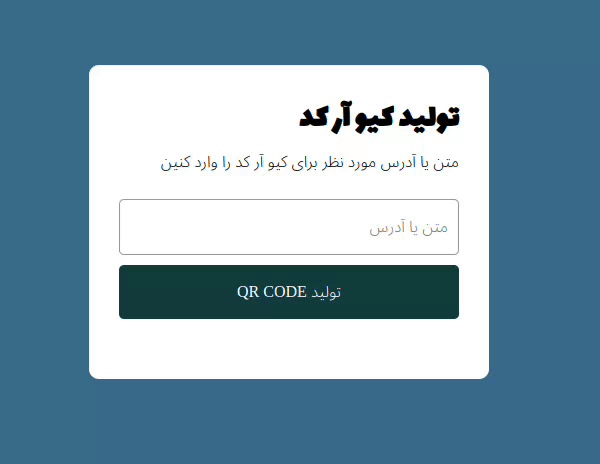 تولید کیو آر کد
متن یا آدرس مورد نظر برای کیو آر کد را وارد کنین
متن یا آدرس
تولید QR CODE